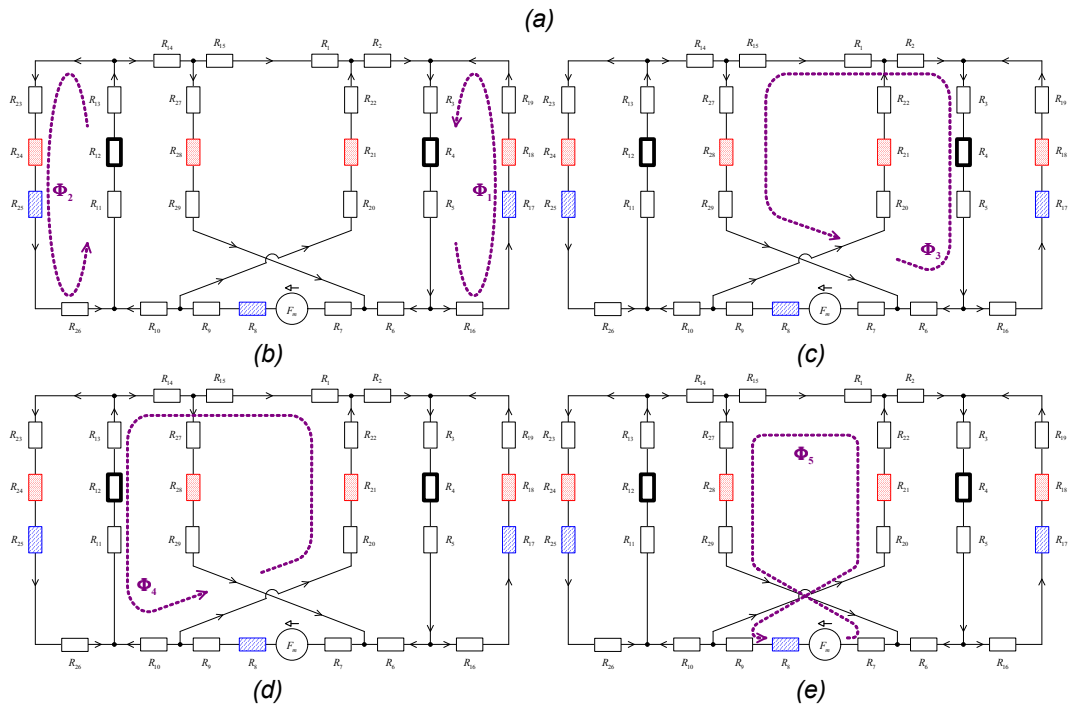 (a)
R14 R15 R1 R2
R23 R13 R27 R22 R3 R19
R24 R12 R28 R21 R4 R18
R25 R11 R29 R20 R5 R17
Φ2 Φ1
R26 R10 R9 R8 Fm R7 R6 R16
(b)
R14 R15 R1 R2
R23 R13 R27 R22 R3 R19
R24 R12 R28 R21 R4 R18
R25 R11 R29 R20 R5 R17
Φ3
R26 R10 R9 R8 Fm R7 R6 R16
(c)
R14 R15 R1 R2
R23 R13 R27 R22 R3 R19
R24 R12 R28 R21 R4 R18
R25 R11 R29 R20 R5 R17
Φ4
R26 R10 R9 R8 Fm R7 R6 R16
(d)
R14 R15 R1 R2
R23 R13 R27 Φ5 R22 R3 R19
R24 R12 R28 R21 R4 R18
R25 R11 R29 R20 R5 R17
R26 R10 R9 R8 Fm R7 R6 R16
(e)